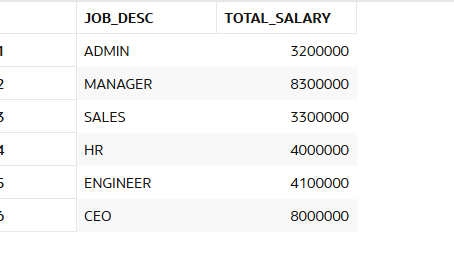 JOB_DESC TOTAL_SALARY
1 ADMIN 3200000
2 MANAGER 8300000
3 SALES 3300000
4 HR 4000000
5 ENGINEER 4100000
6 CEO 8000000